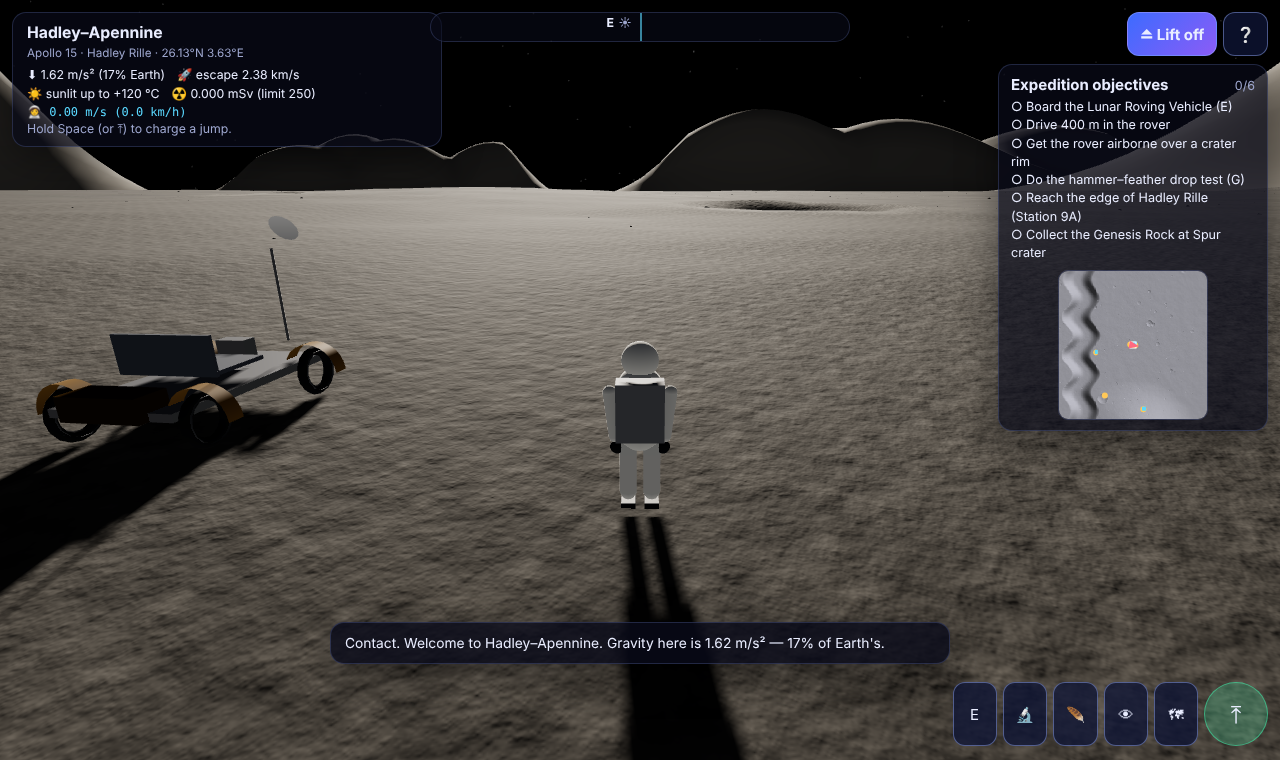 Hadley–Apennine
Apollo 15 · Hadley Rille · 26.13°N 3.63°E
⬇ 1.62 m/s² (17% Earth) 🚀 escape 2.38 km/s
☀️ sunlit up to +120 °C ☢️ 0.000 mSv (limit 250)
🧑‍🚀 0.00 m/s (0.0 km/h)
Hold Space (or ⤒) to charge a jump.
E ☀
⏏ Lift off
?
Expedition objectives 0/6
○ Board the Lunar Roving Vehicle (E)
○ Drive 400 m in the rover
○ Get the rover airborne over a crater
rim
○ Do the hammer–feather drop test (G)
○ Reach the edge of Hadley Rille
(Station 9A)
○ Collect the Genesis Rock at Spur
crater
Contact. Welcome to Hadley–Apennine. Gravity here is 1.62 m/s² — 17% of Earth's.
E